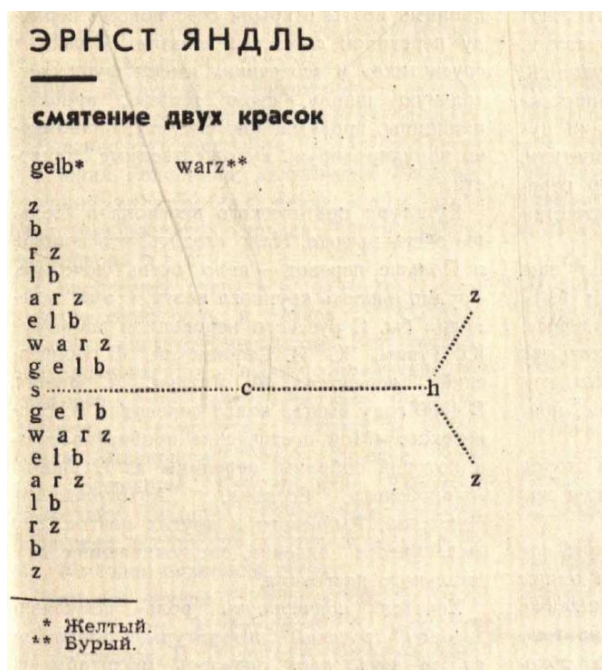 ЭРНСТ ЯНДЛЬ
смятение двух красок
gelb* warz**
z
b
r z
l b
a r z z
e l b
w a r z
g e l b
s c h
g e l b
w a r z
e l b
a r z z
l b
r z
b
z
* Желтый.
** Бурый.